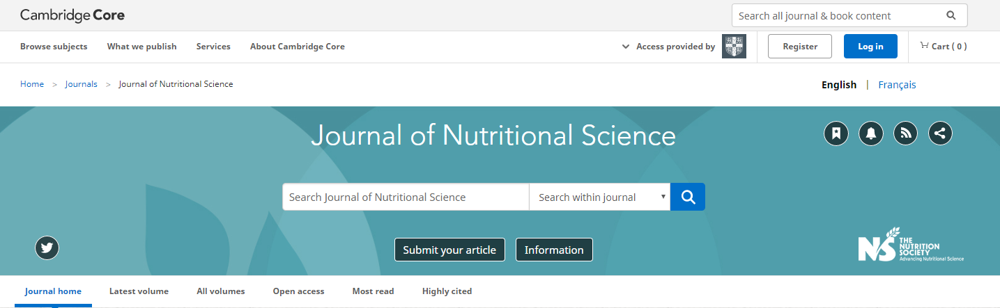 Cambridge Core
Search all journal & book content
Browse subjects What we publish Services About Cambridge Core Access provided by Register Log in Cart ( 0 )
Home > Journals > Journal of Nutritional Science English | Français
Journal of Nutritional Science
Search Journal of Nutritional Science Search within journal
Submit your article Information
NS THE NUTRITION SOCIETY
Advancing Nutritional Science
Journal home Latest volume All volumes Open access Most read Highly cited